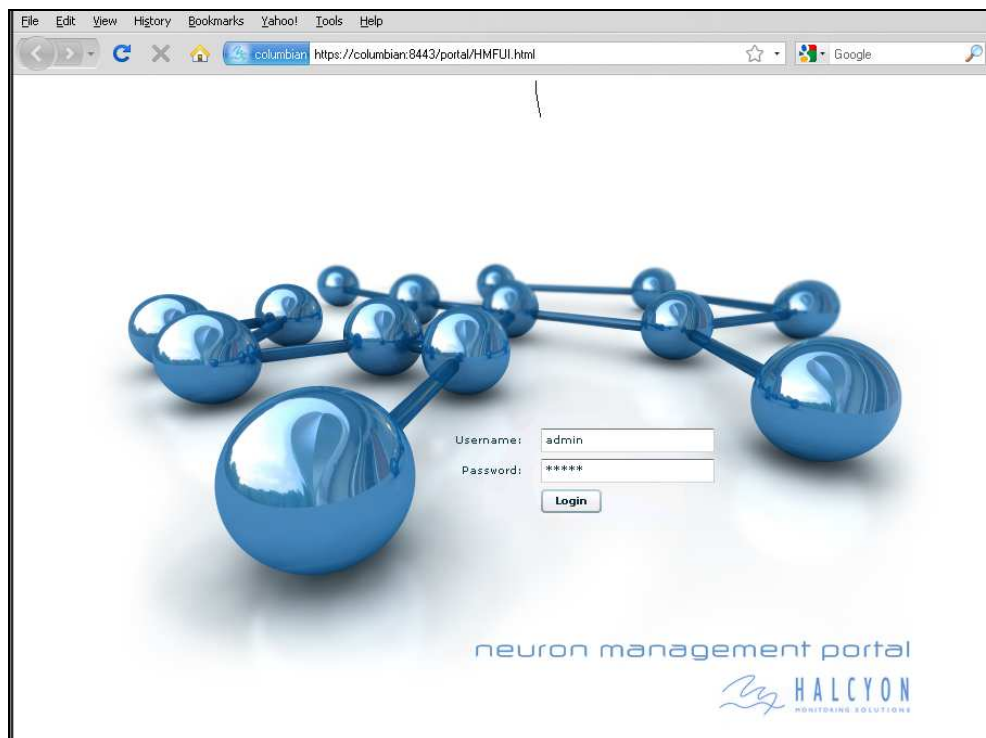 File Edit View History Bookmarks Yahoo! Tools Help
columbian https://columbian:8443/portal/HMFUI.html Google
Username: admin
Password: *****
Login
neuron management portal
HALCYON
MONITORING SOLUTIONS